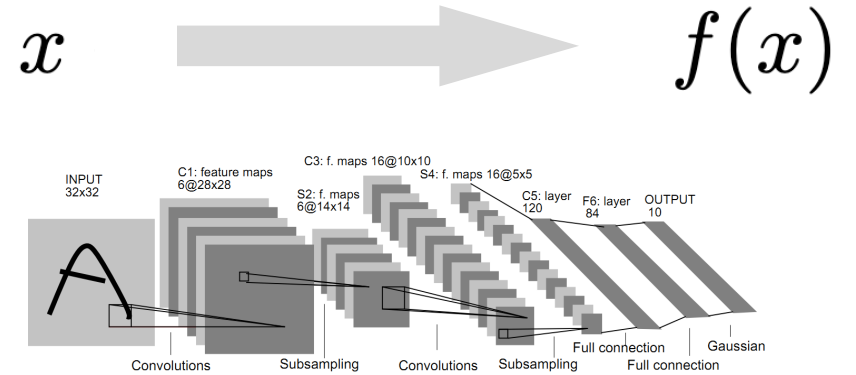 x
f(x)
INPUT
32x32
C1: feature maps
6@28x28
S2: f. maps
6@14x14
C3: f. maps 16@10x10
S4: f. maps 16@5x5
C5: layer
120
F6: layer
84
OUTPUT
10
A
Convolutions
Subsampling
Convolutions
Subsampling
Full connection
Full connection
Gaussian